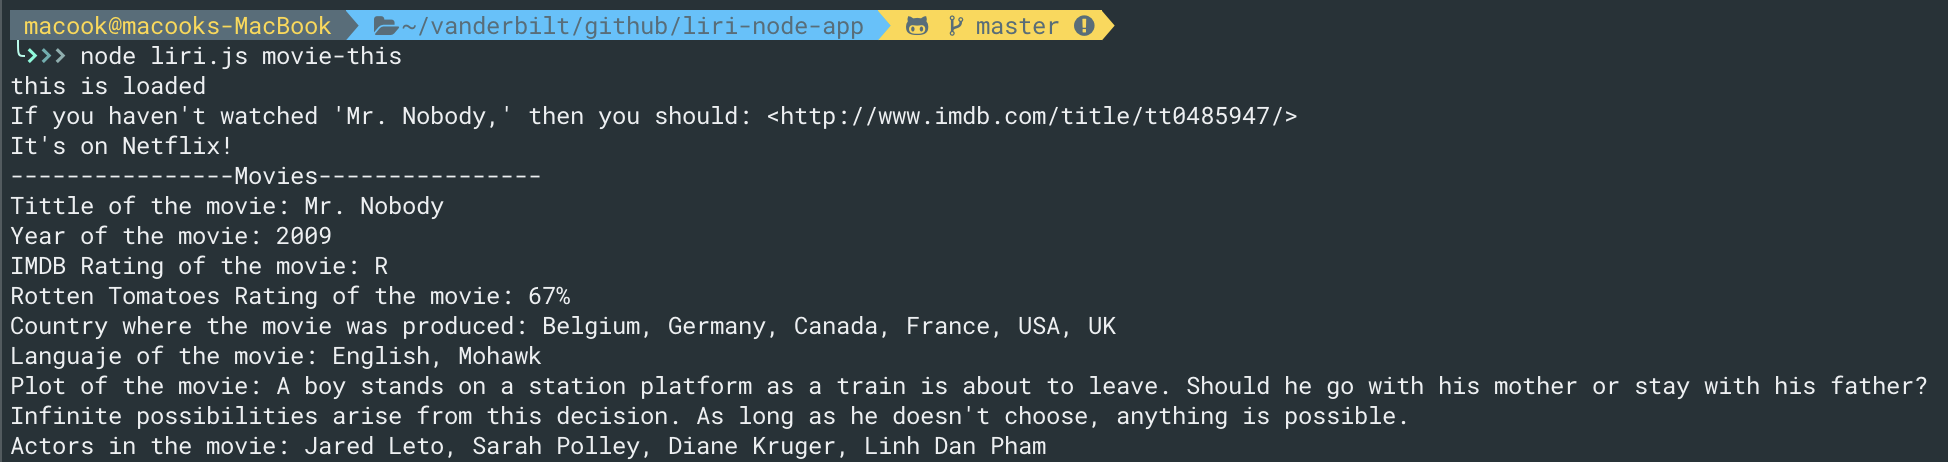 macook@macooks-MacBook ~/vanderbilt/github/liri-node-app master
node liri.js movie-this
this is loaded
If you haven't watched 'Mr. Nobody,' then you should: <http://www.imdb.com/title/tt0485947/>
It's on Netflix!
----------------Movies----------------
Tittle of the movie: Mr. Nobody
Year of the movie: 2009
IMDB Rating of the movie: R
Rotten Tomatoes Rating of the movie: 67%
Country where the movie was produced: Belgium, Germany, Canada, France, USA, UK
Languaje of the movie: English, Mohawk
Plot of the movie: A boy stands on a station platform as a train is about to leave. Should he go with his mother or stay with his father?
Infinite possibilities arise from this decision. As long as he doesn't choose, anything is possible.
Actors in the movie: Jared Leto, Sarah Polley, Diane Kruger, Linh Dan Pham